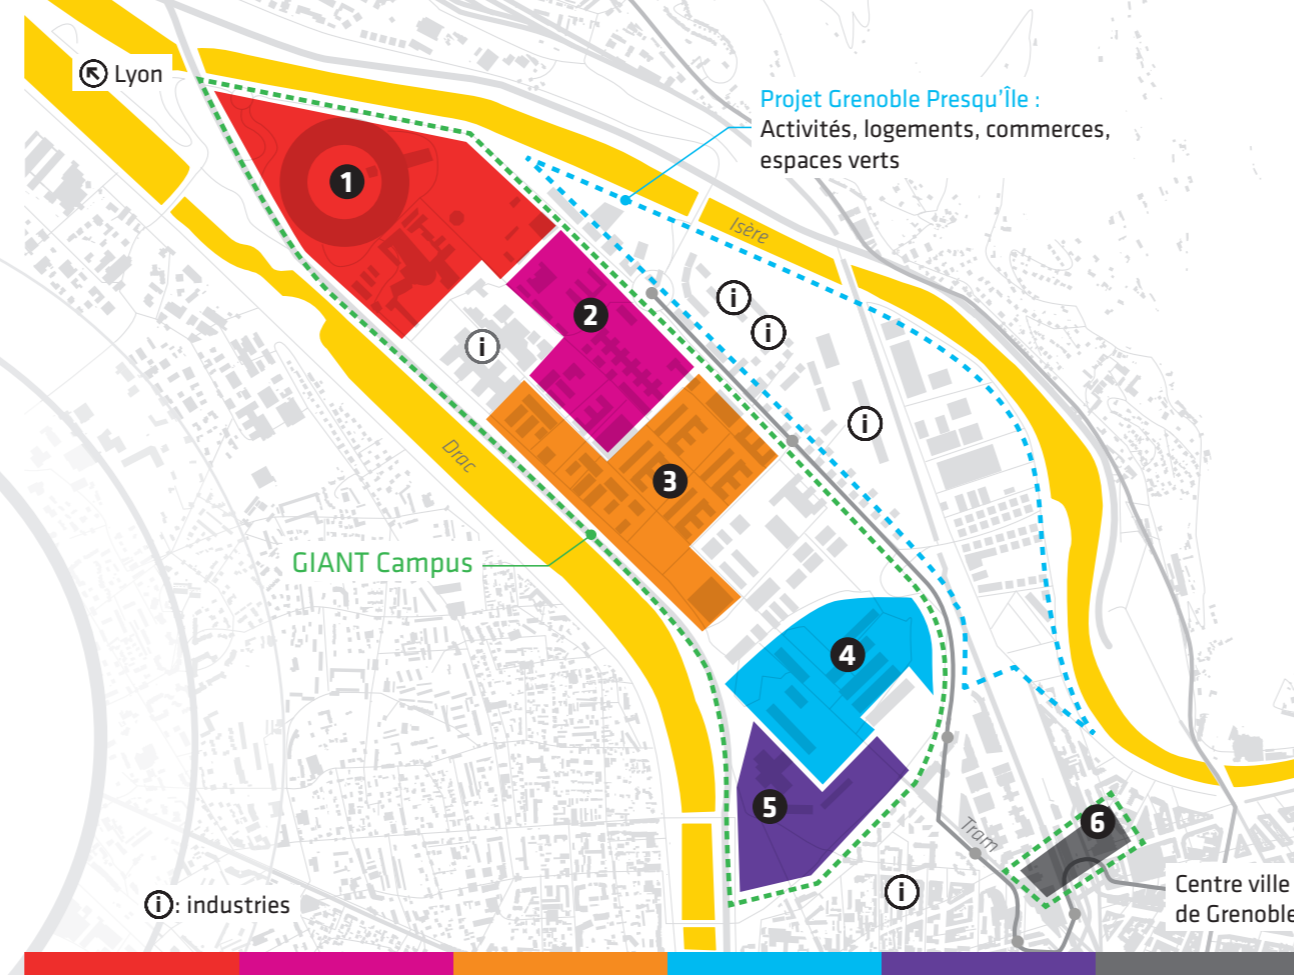 Lyon
Projet Grenoble Presqu'Île :
Activités, logements, commerces,
espaces verts
1
Isère
2
i
i
i
i
Drac
3
GIANT Campus
4
5
6
Tram
i
Centre ville
de Grenoble
i : industries